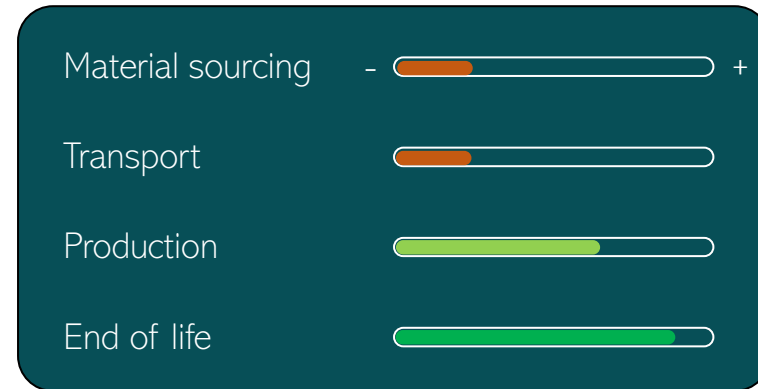 Material sourcing - +
Transport
Production
End of life